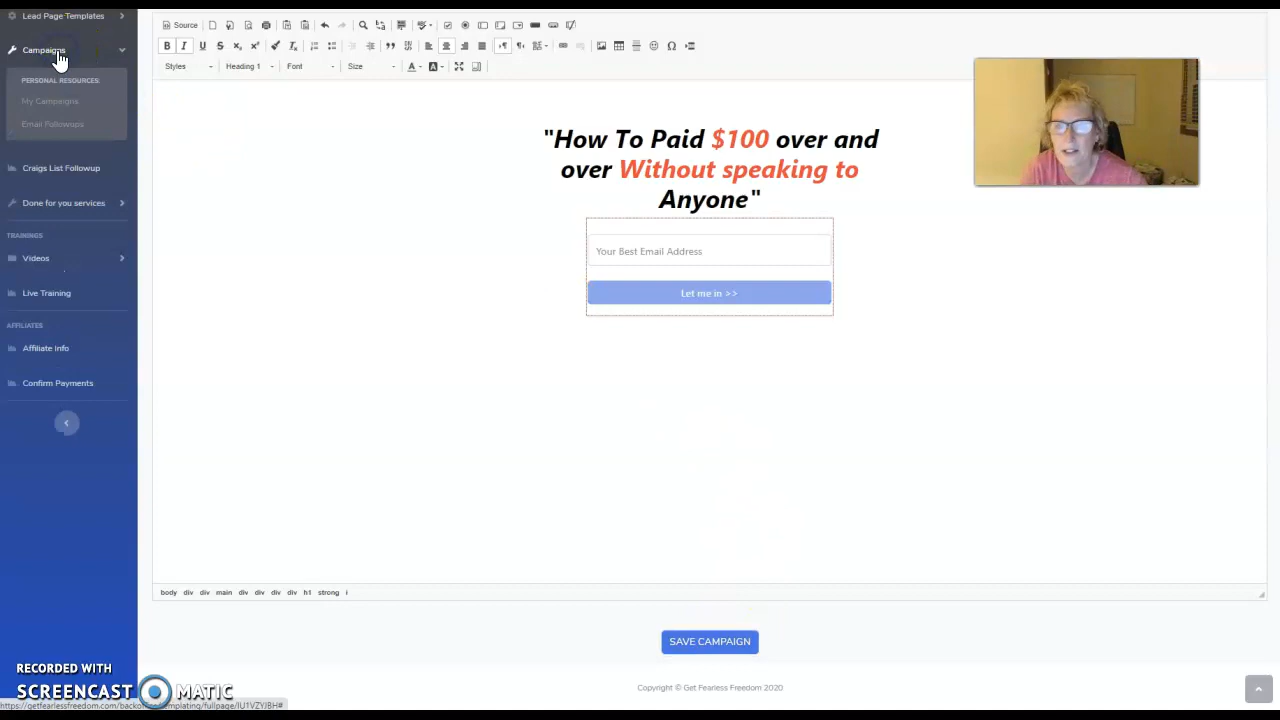 Lead Page Templates
Campaigns
PERSONAL RESOURCES:
My Campaigns
Email Followups
Craigs List Followup
Done for you services
TRAININGS
Videos
Live Training
AFFILIATES
Affiliate Info
Confirm Payments
Source
Styles Heading 1 Font Size
"How To Paid $100 over and
over Without speaking to
Anyone"
Your Best Email Address
Let me in >>
body div div main div div div div h1 strong i
SAVE CAMPAIGN
Copyright © Get Fearless Freedom 2020
RECORDED WITH
SCREENCAST MATIC